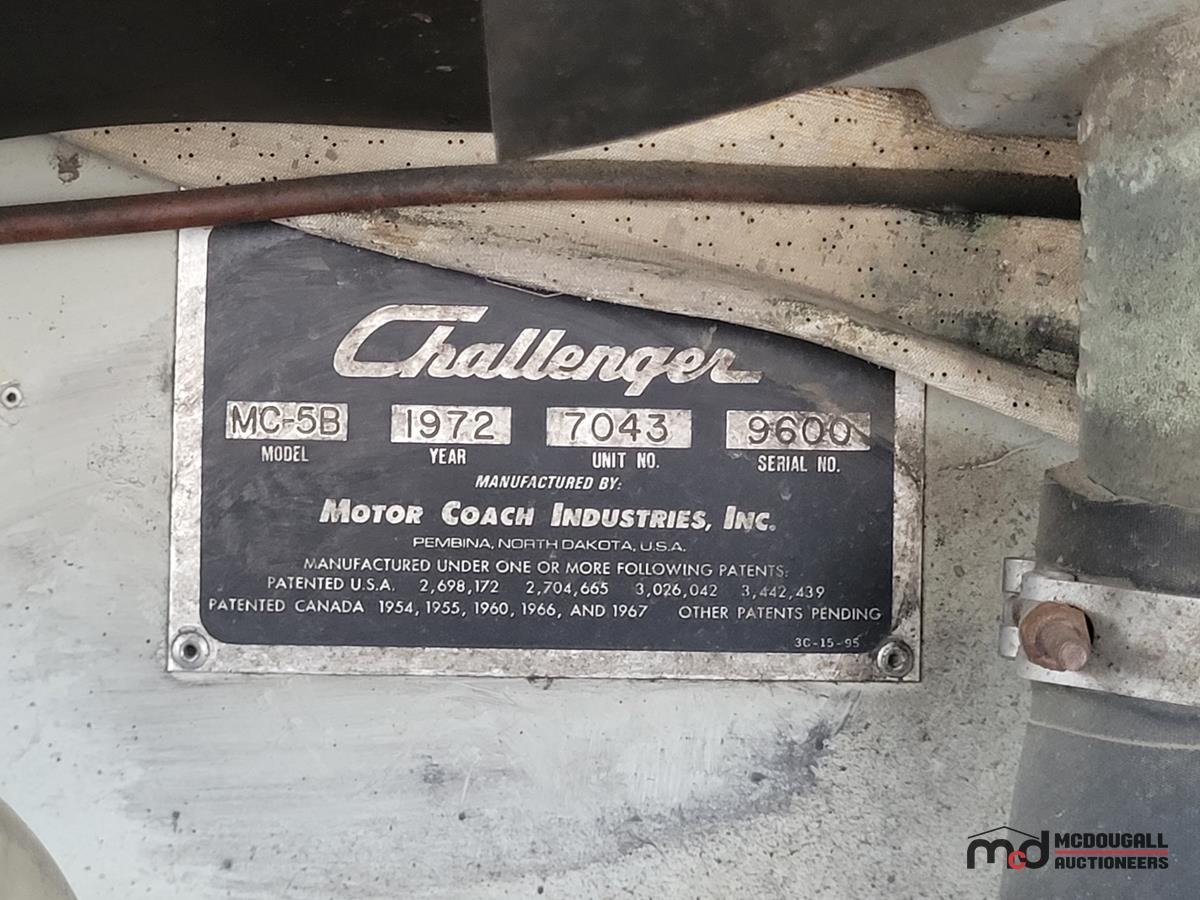 Challenger
MC-5B 1972 7043 9600
MODEL YEAR UNIT NO. SERIAL NO.
MANUFACTURED BY:
MOTOR COACH INDUSTRIES, INC.
PEMBINA, NORTH DAKOTA, U.S.A.
MANUFACTURED UNDER ONE OR MORE FOLLOWING PATENTS:
PATENTED U.S.A. 2,698,172 2,704,665 3,026,042 3,442,439
PATENTED CANADA 1954, 1955, 1960, 1966, AND 1967 OTHER PATENTS PENDING
3C-15-95
mcd MCDOUGALL
AUCTIONEERS